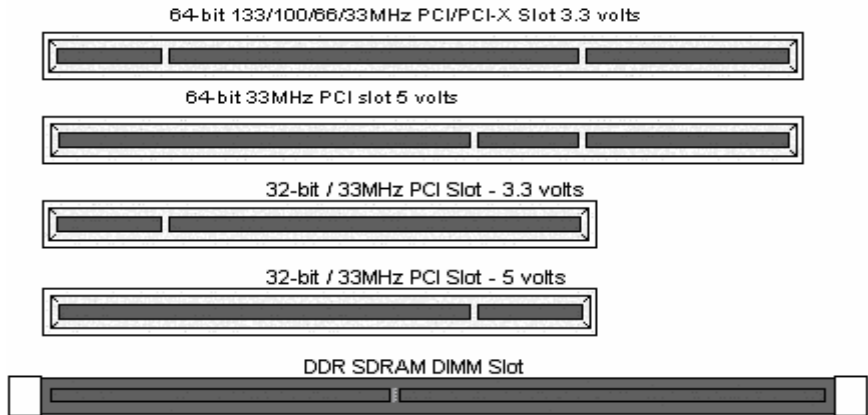 64-bit 133/100/66/33MHz PCI/PCI-X Slot 3.3 volts
64-bit 33MHz PCI slot 5 volts
32-bit / 33MHz PCI Slot - 3.3 volts
32-bit / 33MHz PCI Slot - 5 volts
DDR SDRAM DIMM Slot